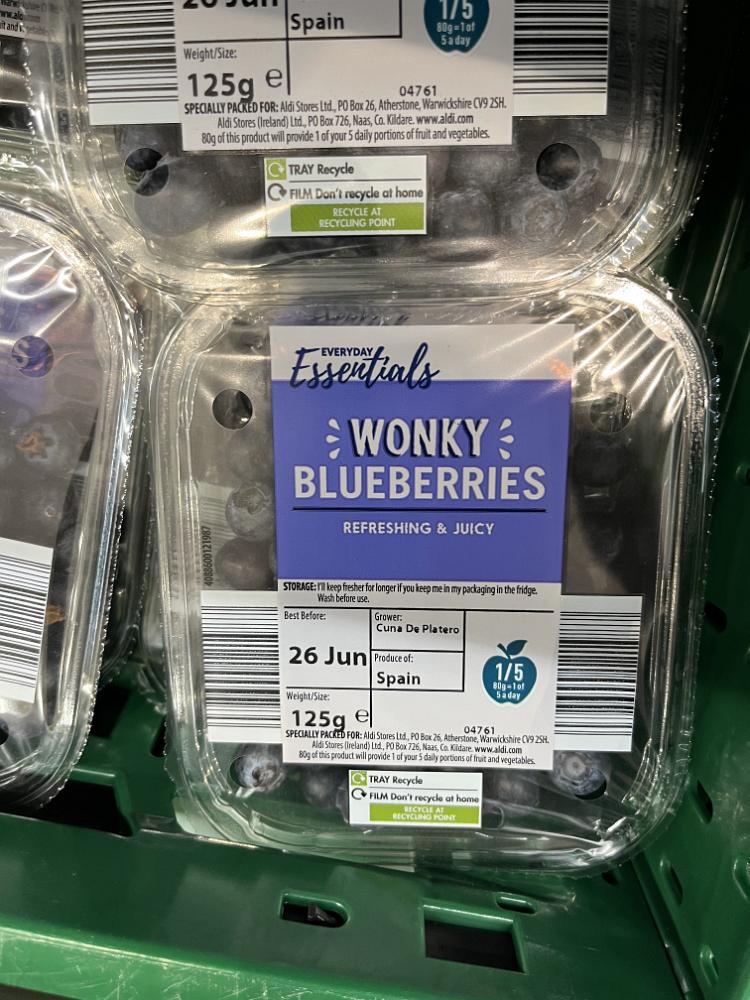 Spain
1/5
80g=1of
5 a day
Weight/Size:
125g e
04761
SPECIALLY PACKED FOR: Aldi Stores Ltd., PO Box 26, Atherstone, Warwickshire CV9 2SH.
Aldi Stores (Ireland) Ltd., PO Box 726, Naas, Co. Kildare. www.aldi.com
80g of this product will provide 1 of your 5 daily portions of fruit and vegetables.
TRAY Recycle
FILM Don't recycle at home
RECYCLE AT
RECYCLING POINT
EVERYDAY
Essentials
WONKY
BLUEBERRIES
REFRESHING & JUICY
4088600121987
STORAGE: I'll keep fresher for longer if you keep me in my packaging in the fridge.
Wash before use.
Best Before:
26 Jun
Grower:
Cuna De Platero
Produce of:
Spain
1/5
80g=1of
5 a day
Weight/Size:
125g e
04761
SPECIALLY PACKED FOR: Aldi Stores Ltd., PO Box 26, Atherstone, Warwickshire CV9 2SH.
Aldi Stores (Ireland) Ltd., PO Box 726, Naas, Co. Kildare. www.aldi.com
80g of this product will provide 1 of your 5 daily portions of fruit and vegetables.
TRAY Recycle
FILM Don't recycle at home
RECYCLE AT
RECYCLING POINT